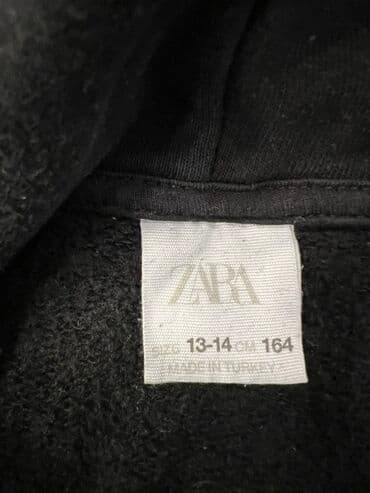 ZARA
SIZE 13-14 CM 164
MADE IN TURKEY